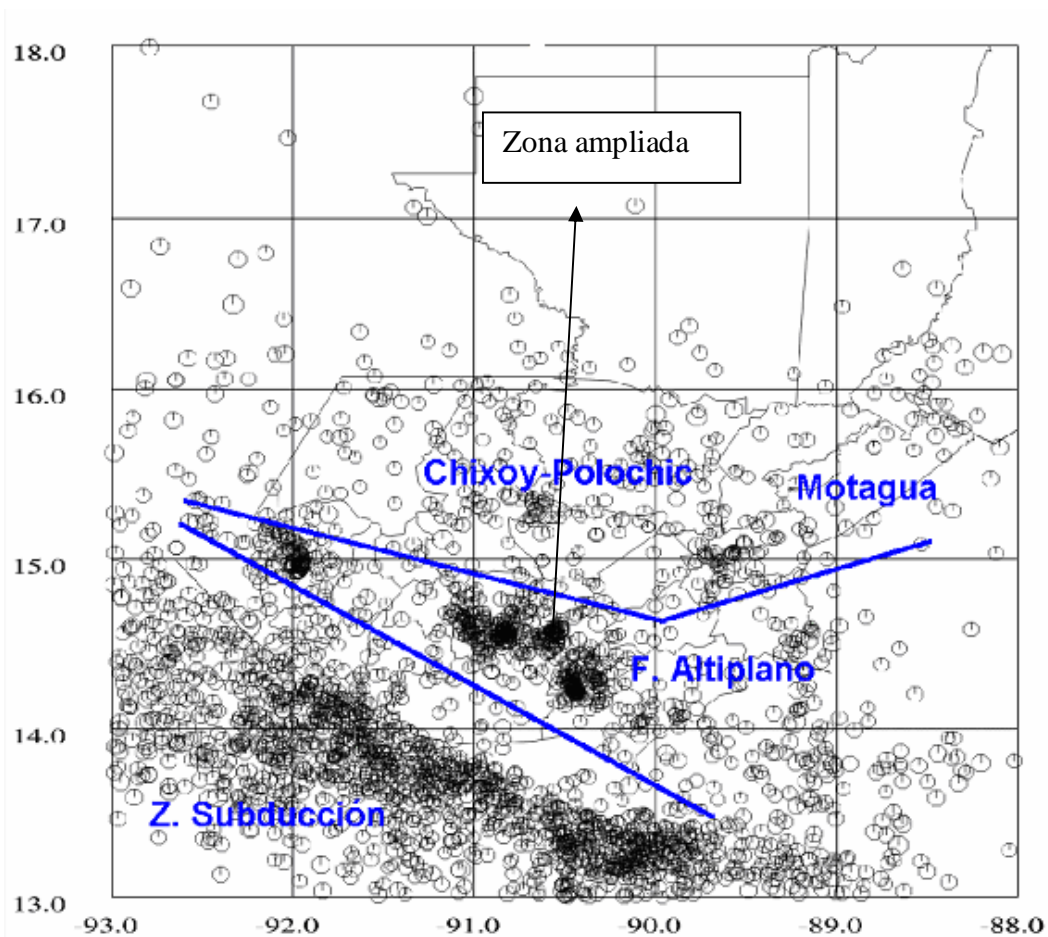 18.0
Zona ampliada
17.0
16.0
Chixoy-Polochic
Motagua
15.0
F. Altiplano
14.0
Z. Subducción
13.0
-93.0 -92.0 -91.0 -90.0 -89.0 -88.0